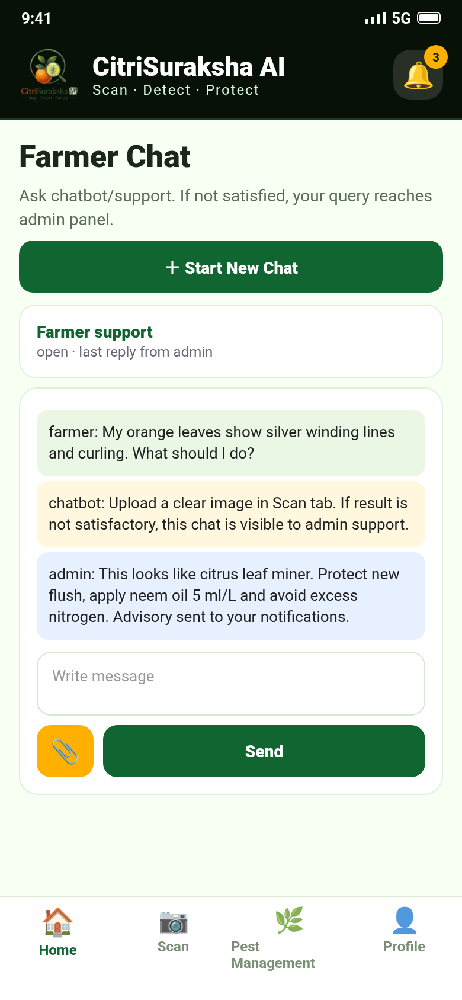 9:41
5G
CitriSuraksha Ai
Scan · Detect · Protect
CitriSuraksha AI
Scan · Detect · Protect
3
Farmer Chat
Ask chatbot/support. If not satisfied, your query reaches
admin panel.
+ Start New Chat
Farmer support
open · last reply from admin
farmer: My orange leaves show silver winding lines
and curling. What should I do?
chatbot: Upload a clear image in Scan tab. If result is
not satisfactory, this chat is visible to admin support.
admin: This looks like citrus leaf miner. Protect new
flush, apply neem oil 5 ml/L and avoid excess
nitrogen. Advisory sent to your notifications.
Write message
Send
Home
Scan
Pest
Management
Profile